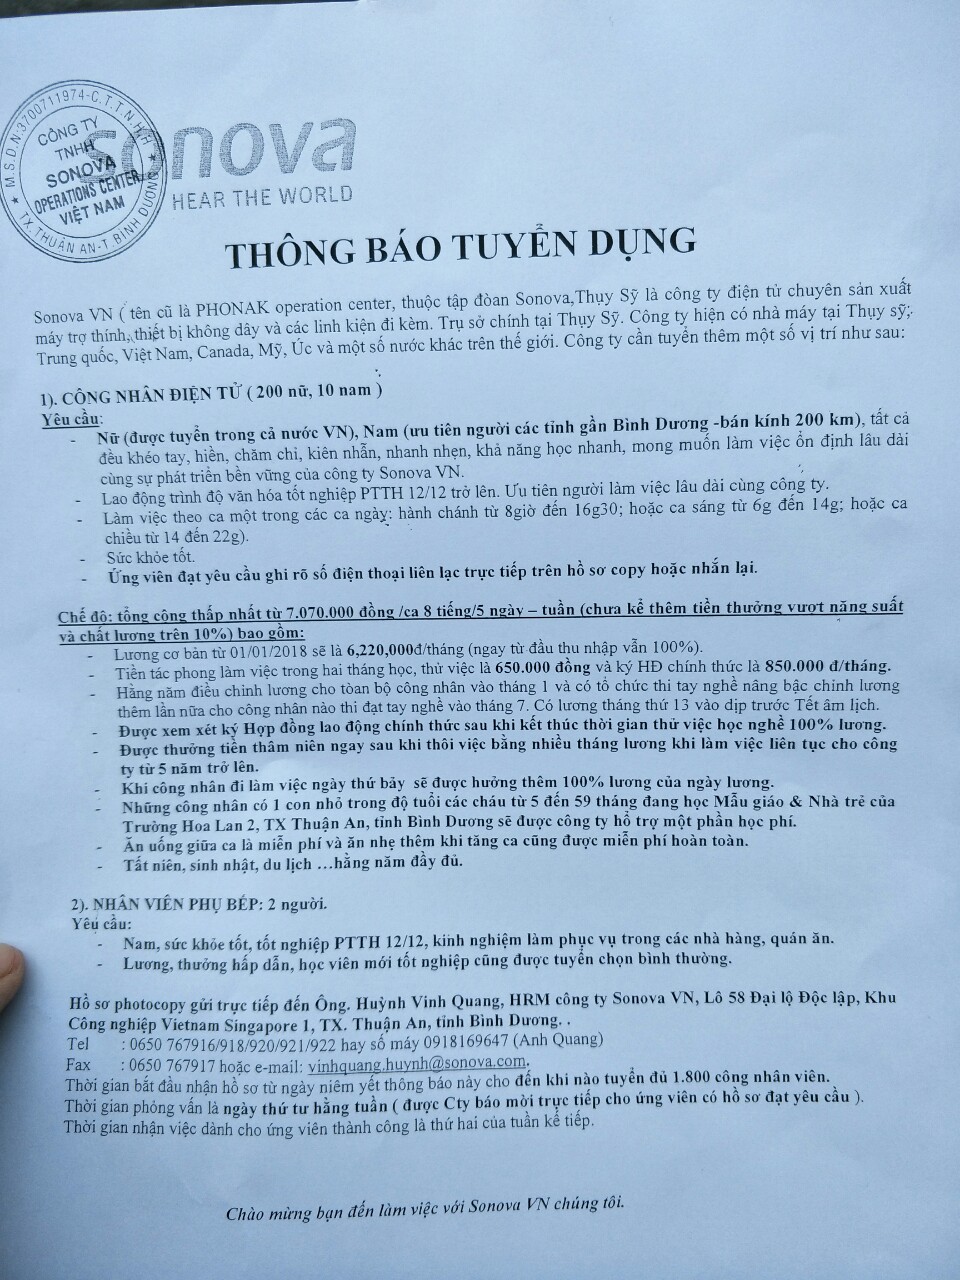 M.S.D.N:3700711974-C.T.T.N.H.H
CÔNG TY
TNHH
SONOVA
OPERATIONS CENTER
VIỆT NAM
TX.THUẬN AN-T.BÌNH DƯƠNG
sonova
HEAR THE WORLD
THÔNG BÁO TUYỂN DỤNG
Sonova VN ( tên cũ là PHONAK operation center, thuộc tập đòan Sonova,Thụy Sỹ là công ty điện tử chuyên sản xuất
máy trợ thính, thiết bị không dây và các linh kiện đi kèm. Trụ sở chính tại Thụy Sỹ. Công ty hiện có nhà máy tại Thụy sỹ,
Trung quốc, Việt Nam, Canada, Mỹ, Úc và một số nước khác trên thế giới. Công ty cần tuyển thêm một số vị trí như sau:
1). CÔNG NHÂN ĐIỆN TỬ ( 200 nữ, 10 nam )
Yêu cầu:
- Nữ (được tuyển trong cả nước VN), Nam (ưu tiên người các tỉnh gần Bình Dương -bán kính 200 km), tất cả
đều khéo tay, hiền, chăm chỉ, kiên nhẫn, nhanh nhẹn, khả năng học nhanh, mong muốn làm việc ổn định lâu dài
cùng sự phát triển bền vững của công ty Sonova VN.
- Lao động trình độ văn hóa tốt nghiệp PTTH 12/12 trở lên. Ưu tiên người làm việc lâu dài cùng công ty.
- Làm việc theo ca một trong các ca ngày: hành chánh từ 8giờ đến 16g30; hoặc ca sáng từ 6g đến 14g; hoặc ca
chiều từ 14 đến 22g).
- Sức khỏe tốt.
- Ứng viên đạt yêu cầu ghi rõ số điện thoại liên lạc trực tiếp trên hồ sơ copy hoặc nhắn lại.
Chế độ: tổng cộng thấp nhất từ 7.070.000 đồng /ca 8 tiếng/5 ngày – tuần (chưa kể thêm tiền thưởng vượt năng suất
và chất lương trên 10%) bao gồm:
- Lương cơ bản từ 01/01/2018 sẽ là 6,220,000đ/tháng (ngay từ đầu thu nhập vẫn 100%).
- Tiền tác phong làm việc trong hai tháng học, thử việc là 650.000 đồng và ký HĐ chính thức là 850.000 đ/tháng.
- Hằng năm điều chỉnh lương cho tòan bộ công nhân vào tháng 1 và có tổ chức thi tay nghề nâng bậc chỉnh lương
thêm lần nữa cho công nhân nào thi đạt tay nghề vào tháng 7. Có lương tháng thứ 13 vào dịp trước Tết âm lịch.
- Được xem xét ký Hợp đồng lao động chính thức sau khi kết thúc thời gian thử việc học nghề 100% lương.
- Được thưởng tiền thâm niên ngay sau khi thôi việc bằng nhiều tháng lương khi làm việc liên tục cho công
ty từ 5 năm trở lên.
- Khi công nhân đi làm việc ngày thứ bảy sẽ được hưởng thêm 100% lương của ngày lương.
- Những công nhân có 1 con nhỏ trong độ tuổi các cháu từ 5 đến 59 tháng đang học Mẫu giáo & Nhà trẻ của
Trường Hoa Lan 2, TX Thuận An, tỉnh Bình Dương sẽ được công ty hỗ trợ một phần học phí.
- Ăn uống giữa ca là miễn phí và ăn nhẹ thêm khi tăng ca cũng được miễn phí hoàn toàn.
- Tất niên, sinh nhật, du lịch …hằng năm đầy đủ.
2). NHÂN VIÊN PHỤ BẾP: 2 người.
Yêu cầu:
- Nam, sức khỏe tốt, tốt nghiệp PTTH 12/12, kinh nghiệm làm phục vụ trong các nhà hàng, quán ăn.
- Lương, thưởng hấp dẫn, học viên mới tốt nghiệp cũng được tuyển chọn bình thường.
Hồ sơ photocopy gửi trực tiếp đến Ông. Huỳnh Vinh Quang, HRM công ty Sonova VN, Lô 58 Đại lộ Độc lập, Khu
Công nghiệp Vietnam Singapore 1, TX. Thuận An, tỉnh Bình Dương. .
Tel : 0650 767916/918/920/921/922 hay số máy 0918169647 (Anh Quang)
Fax : 0650 767917 hoặc e-mail: vinhquang.huynh@sonova.com.
Thời gian bắt đầu nhận hồ sơ từ ngày niêm yết thông báo này cho đến khi nào tuyển đủ 1.800 công nhân viên.
Thời gian phỏng vấn là ngày thứ tư hằng tuần ( được Cty báo mời trực tiếp cho ứng viên có hồ sơ đạt yêu cầu ).
Thời gian nhận việc dành cho ứng viên thành công là thứ hai của tuần kế tiếp.
Chào mừng bạn đến làm việc với Sonova VN chúng tôi.